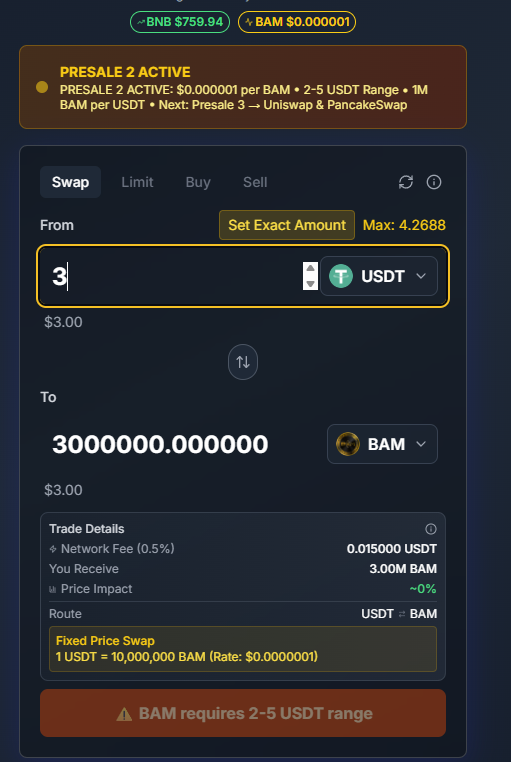 BNB $759.94 BAM $0.000001
PRESALE 2 ACTIVE
PRESALE 2 ACTIVE: $0.000001 per BAM • 2-5 USDT Range • 1M
BAM per USDT • Next: Presale 3 → Uniswap & PancakeSwap
Swap Limit Buy Sell
From Set Exact Amount Max: 4.2688
3 USDT
$3.00
To
3000000.000000 BAM
$3.00
Trade Details
Network Fee (0.5%) 0.015000 USDT
You Receive 3.00M BAM
Price Impact ~0%
Route USDT ⇌ BAM
Fixed Price Swap
1 USDT = 10,000,000 BAM (Rate: $0.0000001)
BAM requires 2-5 USDT range